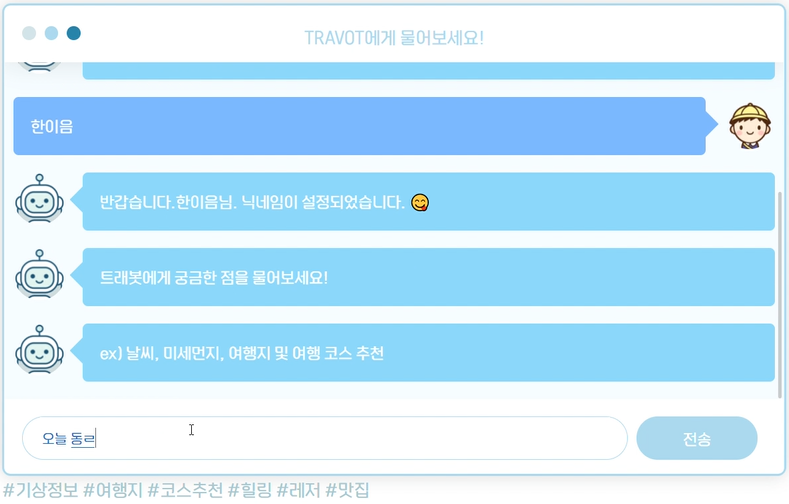 TRAVOT에게 물어보세요!
한이음
반갑습니다.한이음님. 닉네임이 설정되었습니다. 😋
트래봇에게 궁금한 점을 물어보세요!
ex) 날씨, 미세먼지, 여행지 및 여행 코스 추천
오늘 동ㄹ
전송
#기상정보 #여행지 #코스추천 #힐링 #레저 #맛집